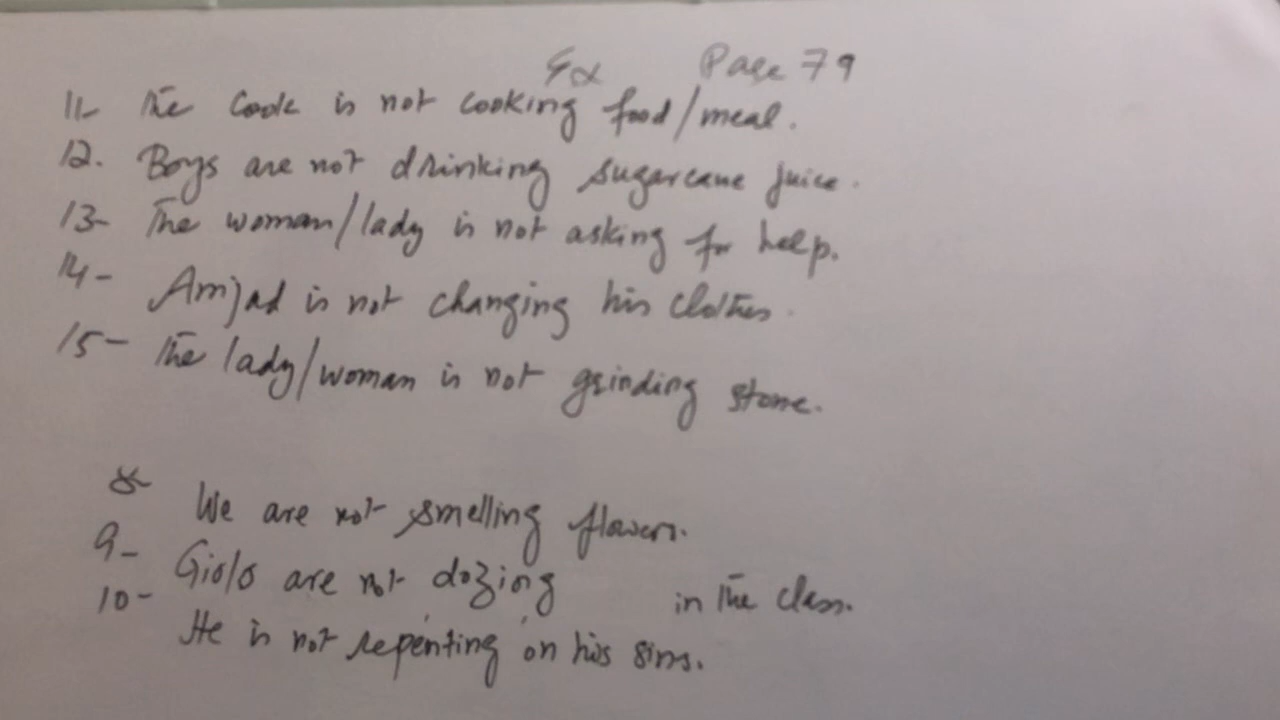 Ex Page 79
11- The Cook is not cooking food/meal.
12. Boys are not drinking sugarcane juice.
13- The woman/lady is not asking for help.
14- Amjad is not changing his clothes.
15- The lady/woman is not grinding stone.
8- We are not smelling flowers.
9- Girls are not dozing in the class.
10- He is not repenting on his sins.